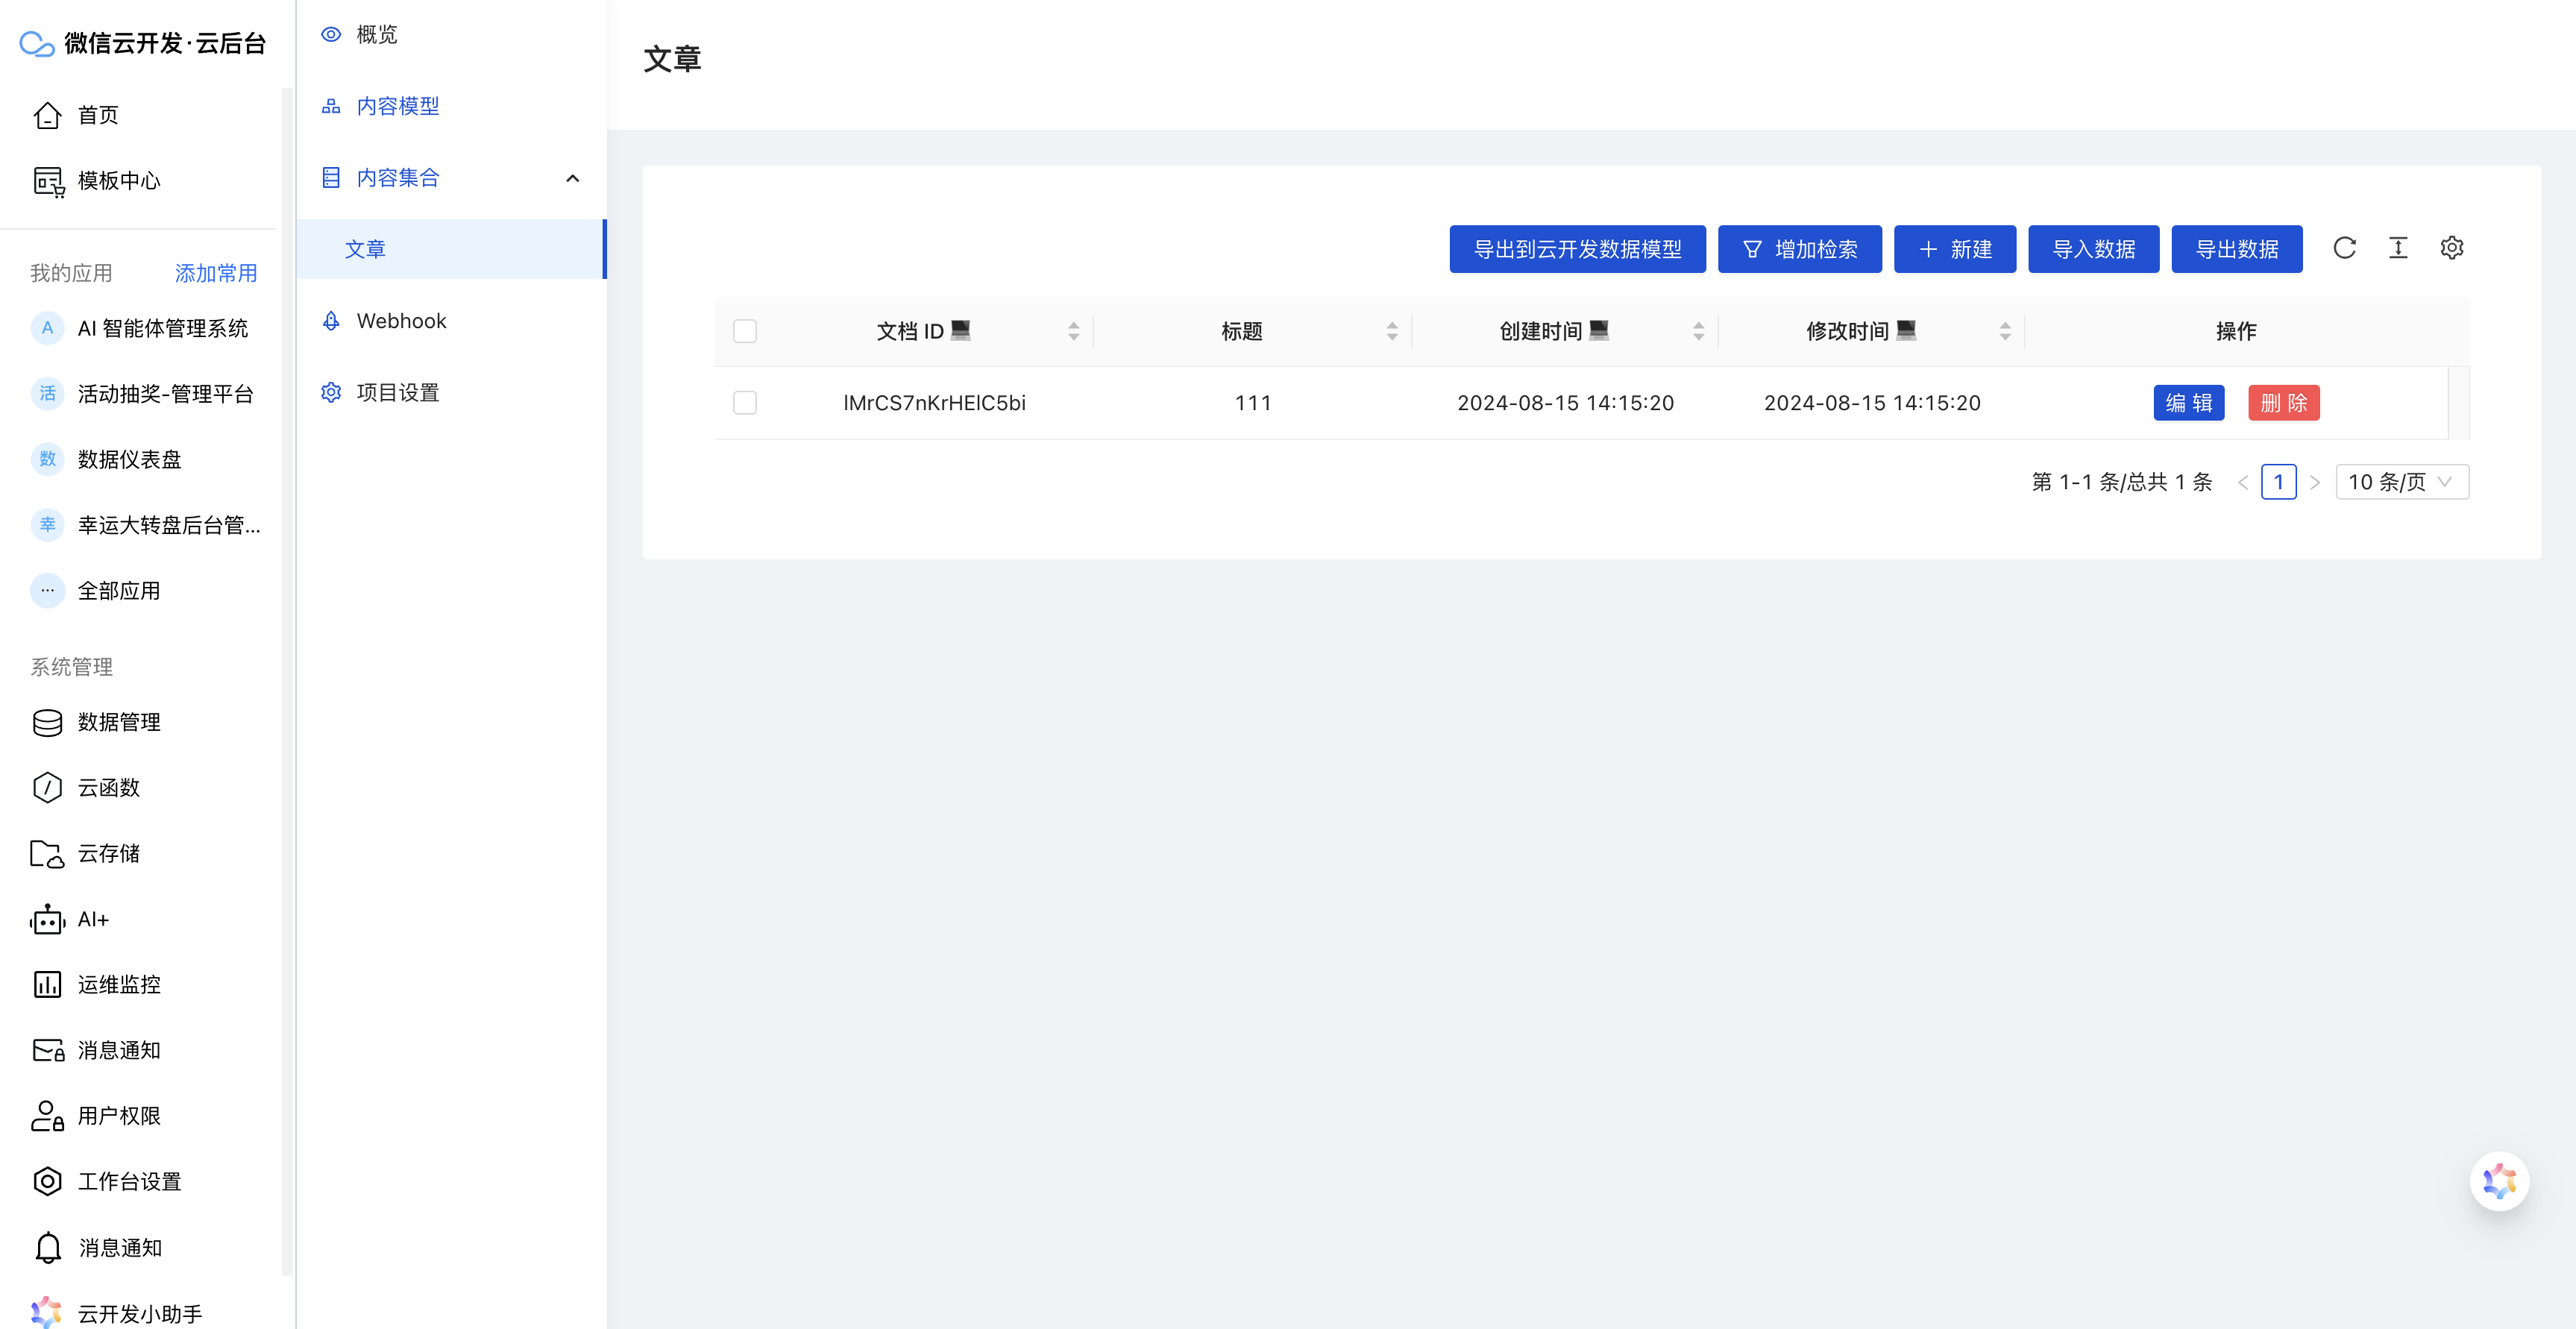 微信云开发·云后台
首页
模板中心
我的应用 添加常用
A AI 智能体管理系统
活 活动抽奖-管理平台
数 数据仪表盘
幸 幸运大转盘后台管...
全部应用
系统管理
数据管理
云函数
云存储
AI+
运维监控
消息通知
用户权限
工作台设置
消息通知
云开发小助手
概览
内容模型
内容集合
文章
Webhook
项目设置
文章
导出到云开发数据模型 增加检索 新建 导入数据 导出数据
文档 ID 标题 创建时间 修改时间 操作
lMrCS7nKrHElC5bi 111 2024-08-15 14:15:20 2024-08-15 14:15:20 编 辑 删 除
第 1-1 条/总共 1 条 < 1 > 10 条/页